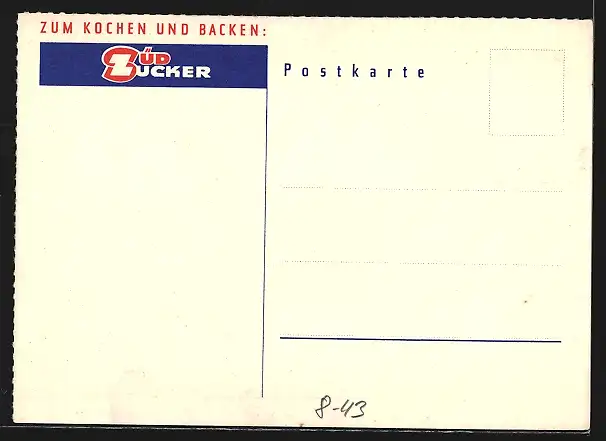 ZUM KOCHEN UND BACKEN:
SÜD
ZUCKER
Postkarte
8-43